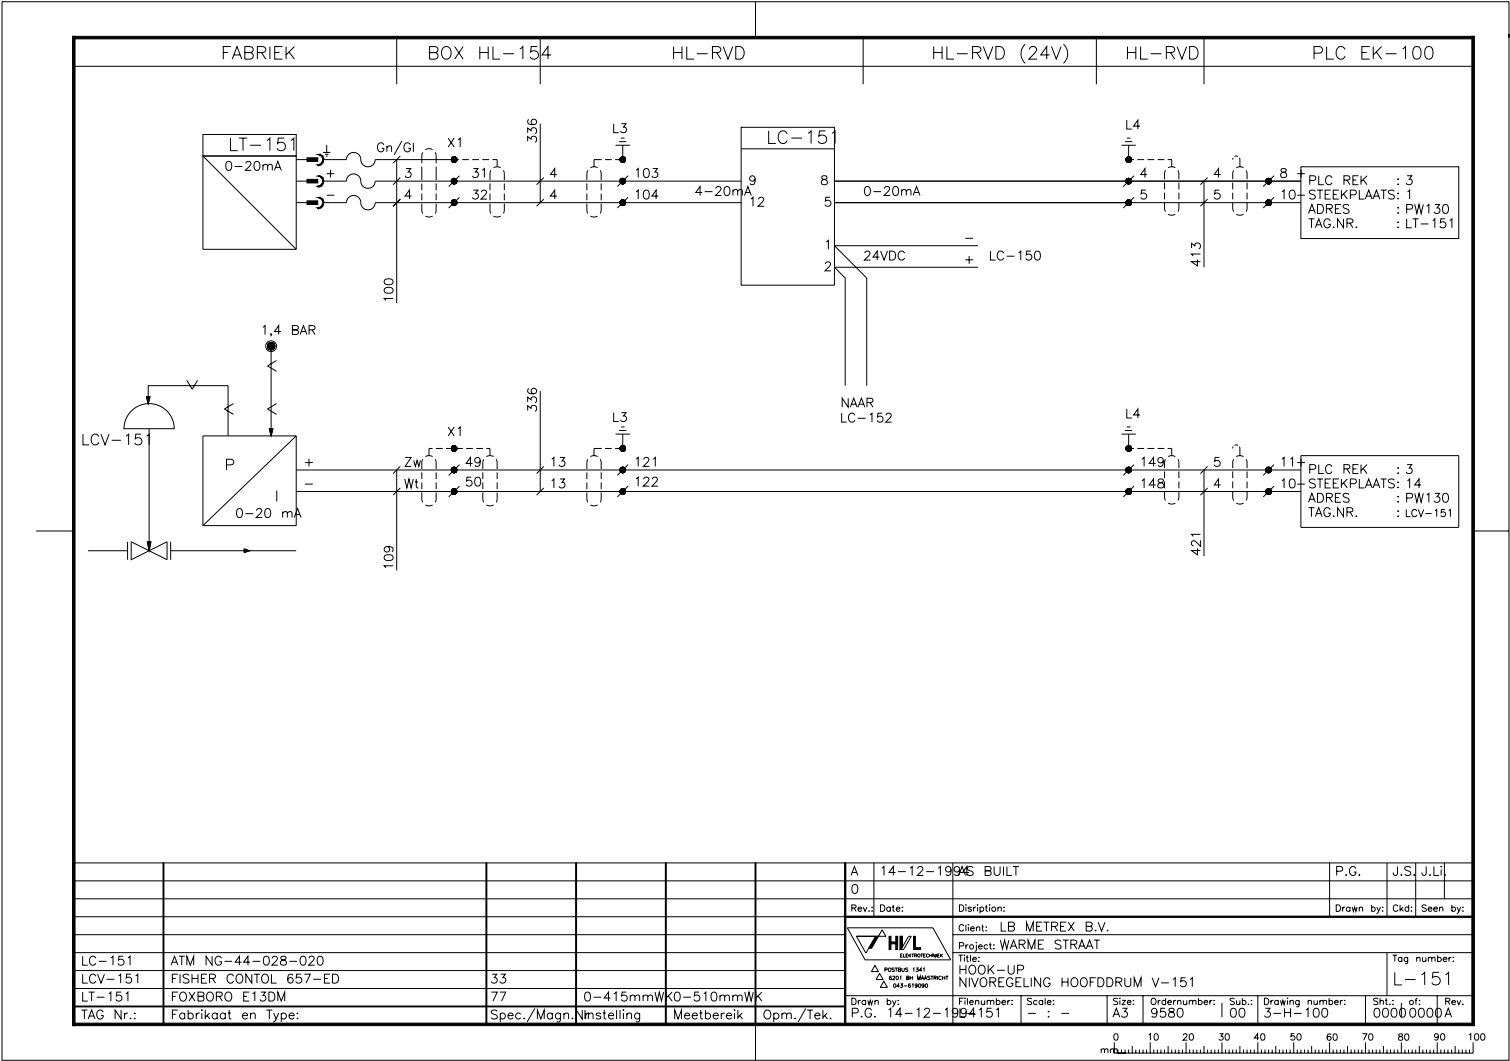 FABRIEK BOX HL-154 HL-RVD HL-RVD (24V) HL-RVD PLC EK-100
LT-151
0-20mA
+
-
Gn/Gl
3
4
100
X1
31
32
336
4
4
L3
103
104
4-20mA
LC-151
9
12
8
5
1
2
0-20mA
24VDC
-
+
LC-150
NAAR
LC-152
L4
4
5
413
4
5
8 +
10 -
PLC REK : 3
STEEKPLAATS: 1
ADRES : PW130
TAG.NR. : LT-151
1,4 BAR
LCV-151
P
I
0-20 mA
+
-
Zw
Wt
109
X1
49
50
336
13
13
L3
121
122
L4
149
148
421
5
4
11 +
10 -
PLC REK : 3
STEEKPLAATS: 14
ADRES : PW130
TAG.NR. : LCV-151
LC-151 ATM NG-44-028-020
LCV-151 FISHER CONTOL 657-ED 33
LT-151 FOXBORO E13DM 77 0-415mmWK 0-510mmWK
TAG Nr.: Fabrikaat en Type: Spec./Magn.Nr. Instelling Meetbereik Opm./Tek.
A 14-12-1994 AS BUILT P.G. J.S. J.Li.
0
Rev.: Date: Disription: Drawn by: Ckd: Seen by:
HVL
ELEKTROTECHNIEK
POSTBUS 1341
6201 BH MAASTRICHT
043-619090
Client: LB METREX B.V.
Project: WARME STRAAT
Title:
HOOK-UP
NIVOREGELING HOOFDDRUM V-151
Tag number:
L-151
Drawn by: Filenumber: Scale: Size: Ordernumber: Sub.: Drawing number: Sht.: of: Rev.
P.G. 14-12-1994 L-151 - : - A3 9580 00 3-H-100 0000 0000 A
0 10 20 30 40 50 60 70 80 90 100
mm